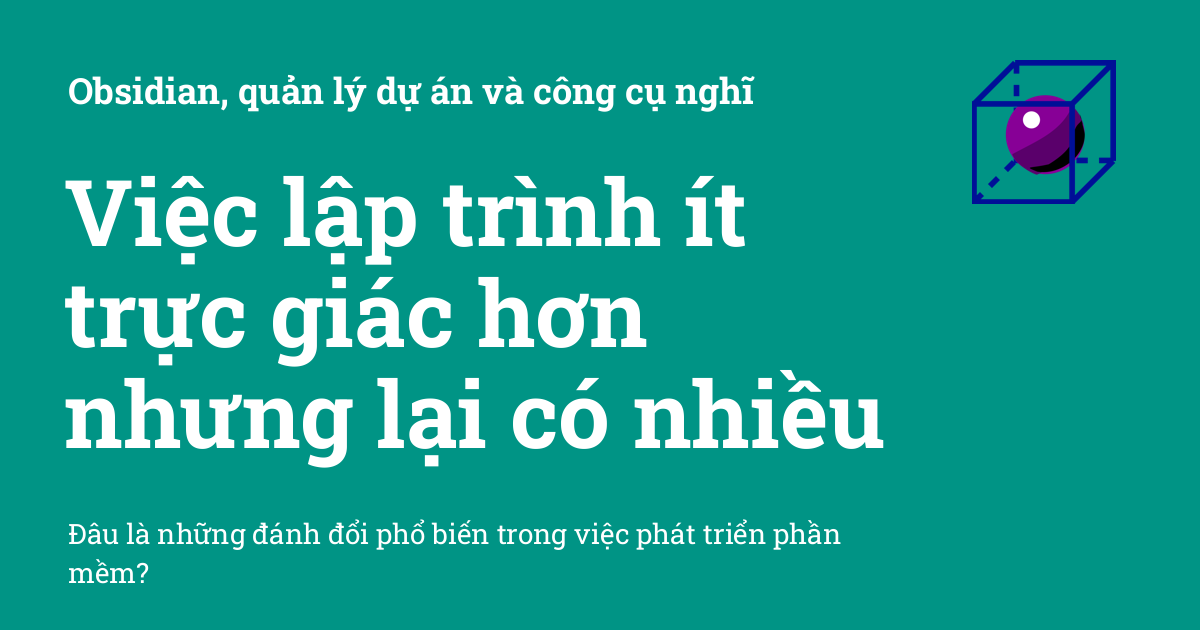 Obsidian, quản lý dự án và công cụ nghĩ
Việc lập trình ít
trực giác hơn
nhưng lại có nhiều
Đâu là những đánh đổi phổ biến trong việc phát triển phần
mềm?